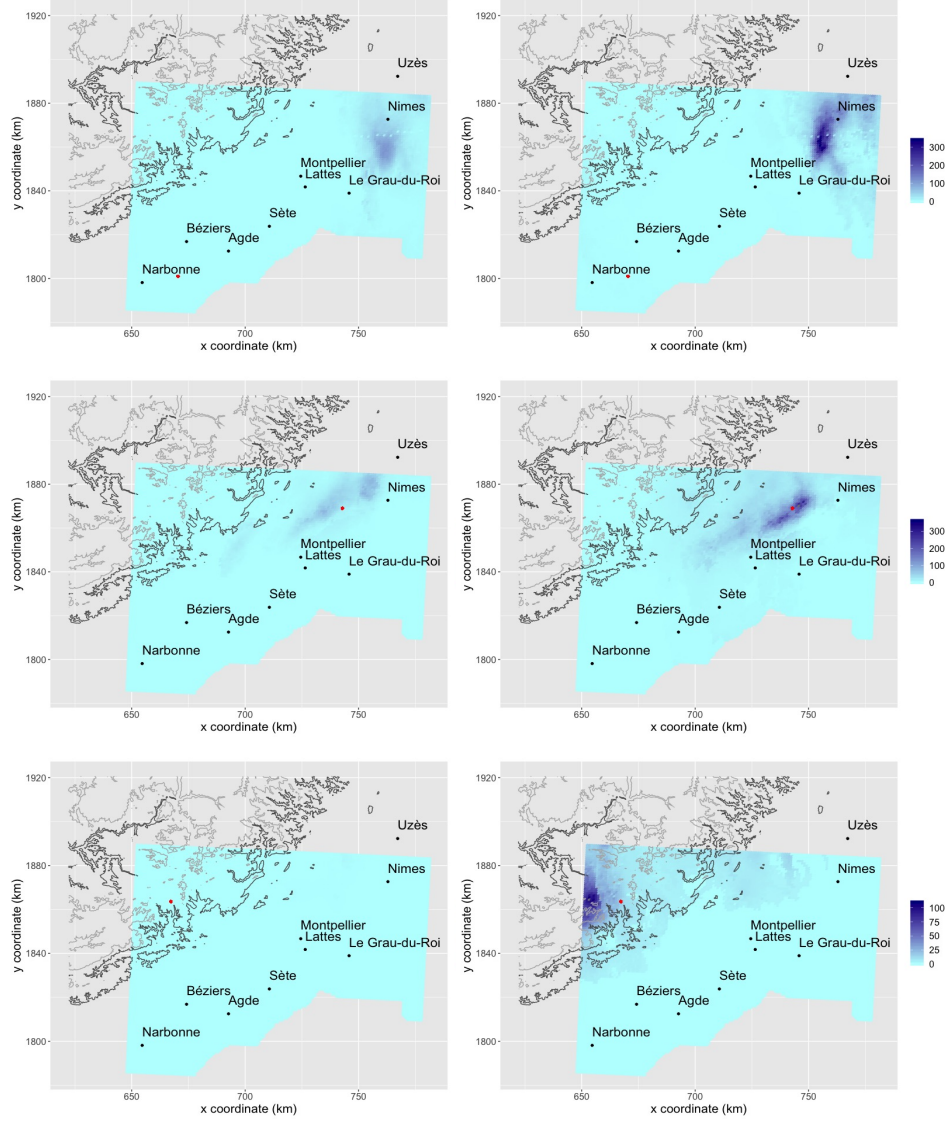 1920
Uzès
1880
Nimes
Montpellier
Lattes
Le Grau-du-Roi
1840
Sète
Béziers
Agde
Narbonne
1800
650
700
750
x coordinate (km)
y coordinate (km)
Uzès
Nimes
Montpellier
Lattes
Le Grau-du-Roi
Sète
Béziers
Agde
Narbonne
1920
1880
1840
1800
650
700
750
x coordinate (km)
y coordinate (km)
300
200
100
0
1920
Uzès
1880
Nimes
Montpellier
Lattes
Le Grau-du-Roi
1840
Sète
Béziers
Agde
Narbonne
1800
650
700
750
x coordinate (km)
y coordinate (km)
1920
Uzès
1880
Nimes
Montpellier
Lattes
Le Grau-du-Roi
1840
Sète
Béziers
Agde
Narbonne
1800
650
700
750
x coordinate (km)
y coordinate (km)
300
200
100
0
1920
Uzès
1880
Nimes
Montpellier
Lattes
Le Grau-du-Roi
1840
Sète
Béziers
Agde
Narbonne
1800
650
700
750
x coordinate (km)
y coordinate (km)
1920
Uzès
1880
Nimes
Montpellier
Lattes
Le Grau-du-Roi
1840
Sète
Béziers
Agde
Narbonne
1800
650
700
750
x coordinate (km)
y coordinate (km)
100
75
50
25
0